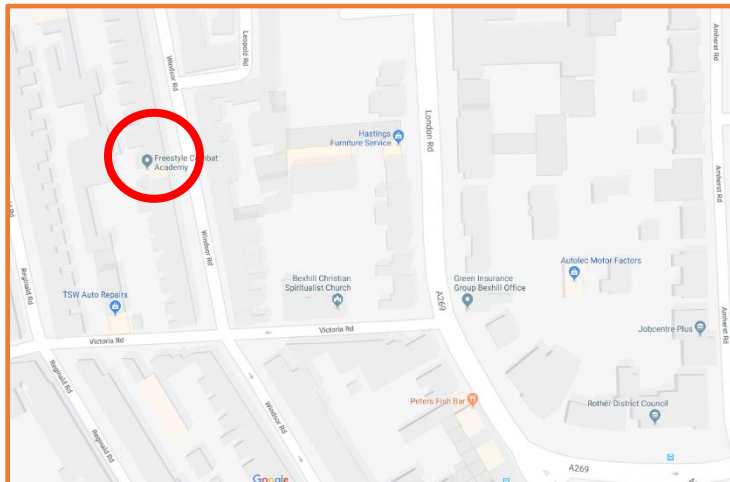 Windsor Rd
Leopold Rd
Amherst Rd
London Rd
Hastings
Furniture Service
Freestyle Combat
Academy
Amherst Rd
Windsor Rd
Reginald Rd
Bexhill Christian
Spiritualist Church
Green Insurance
Group Bexhill Office
Autolec Motor Factors
TSW Auto Repairs
A269
Victoria Rd
Victoria Rd
Jobcentre Plus
Amherst Rd
Reginald Rd
Reginald Rd
Windsor Rd
Peters Fish Bar
Rother District Council
A269
Google